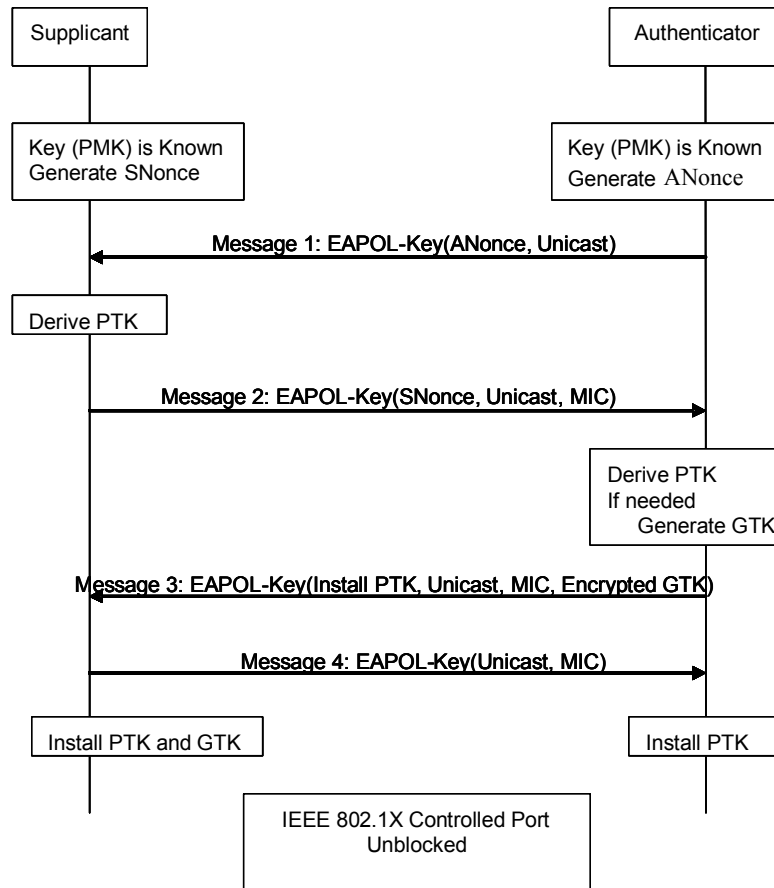 Supplicant
Authenticator
Key (PMK) is Known
Generate SNonce
Key (PMK) is Known
Generate ANonce
Message 1: EAPOL-Key(ANonce, Unicast)
Derive PTK
Message 2: EAPOL-Key(SNonce, Unicast, MIC)
Derive PTK
If needed
Generate GTK
Message 3: EAPOL-Key(Install PTK, Unicast, MIC, Encrypted GTK)
Message 4: EAPOL-Key(Unicast, MIC)
Install PTK and GTK
Install PTK
IEEE 802.1X Controlled Port
Unblocked